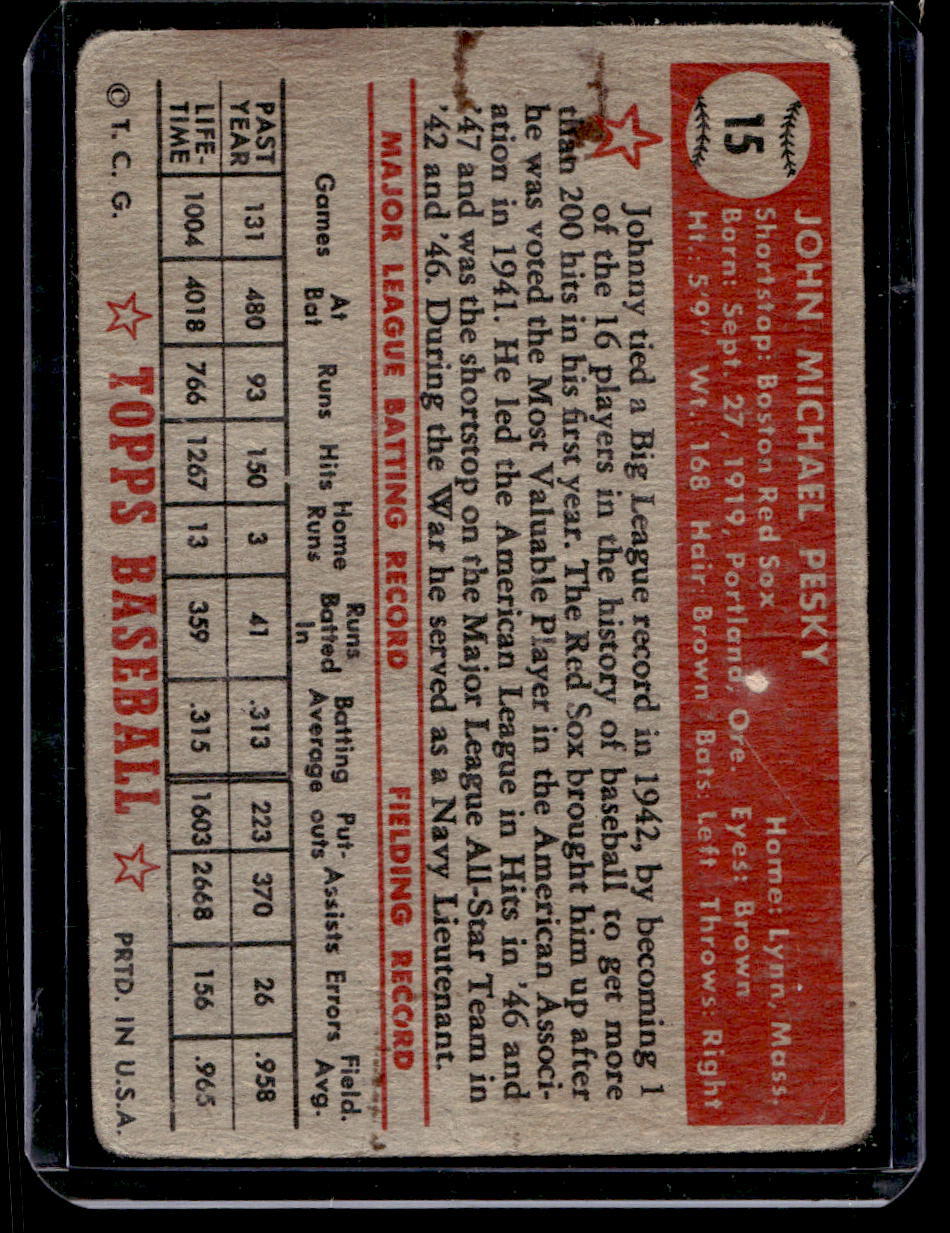 15
JOHN MICHAEL PESKY
Shortstop: Boston Red Sox Home: Lynn, Mass.
Born: Sept. 27, 1919, Portland, Ore. Eyes: Brown
Ht.: 5'9" Wt.: 168 Hair: Brown Bats: Left Throws: Right
Johnny tied a Big League record in 1942, by becoming 1
of the 16 players in the history of baseball to get more
than 200 hits in his first year. The Red Sox brought him up after
he was voted the Most Valuable Player in the American Associ-
ation in 1941. He led the American League in Hits in '46 and
'47 and was the shortstop on the Major League All-Star Team in
'42 and '46. During the War he served as a Navy Lieutenant.
MAJOR LEAGUE BATTING RECORD FIELDING RECORD
Games At Bat Runs Hits Home Runs Runs Batted In Batting Average Put-outs Assists Errors Field. Avg.
PAST YEAR 131 480 93 150 3 41 .313 223 370 26 .958
LIFE-TIME 1004 4018 766 1267 13 359 .315 1603 2668 156 .965
© T. C. G. TOPPS BASEBALL PRTD. IN U.S.A.